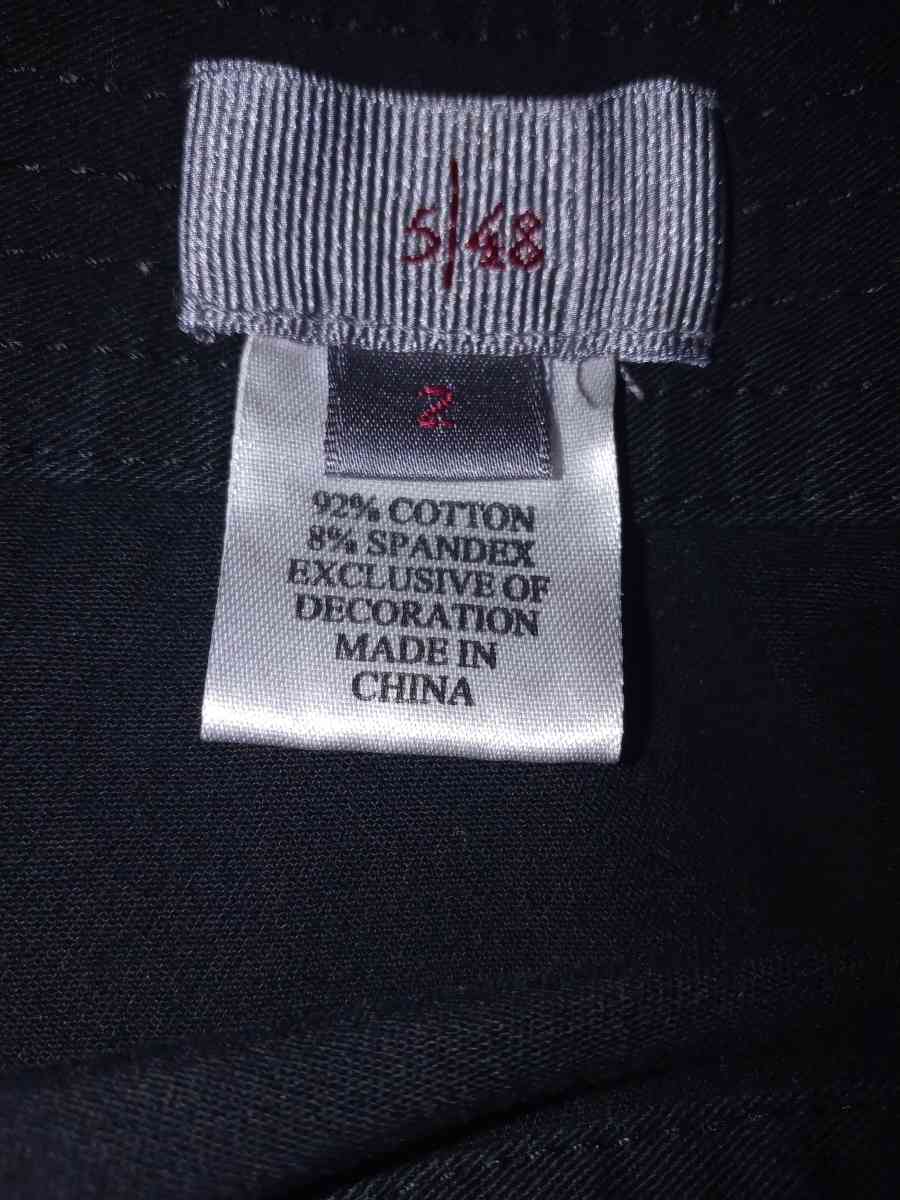 5/48
2
92% COTTON
8% SPANDEX
EXCLUSIVE OF
DECORATION
MADE IN
CHINA